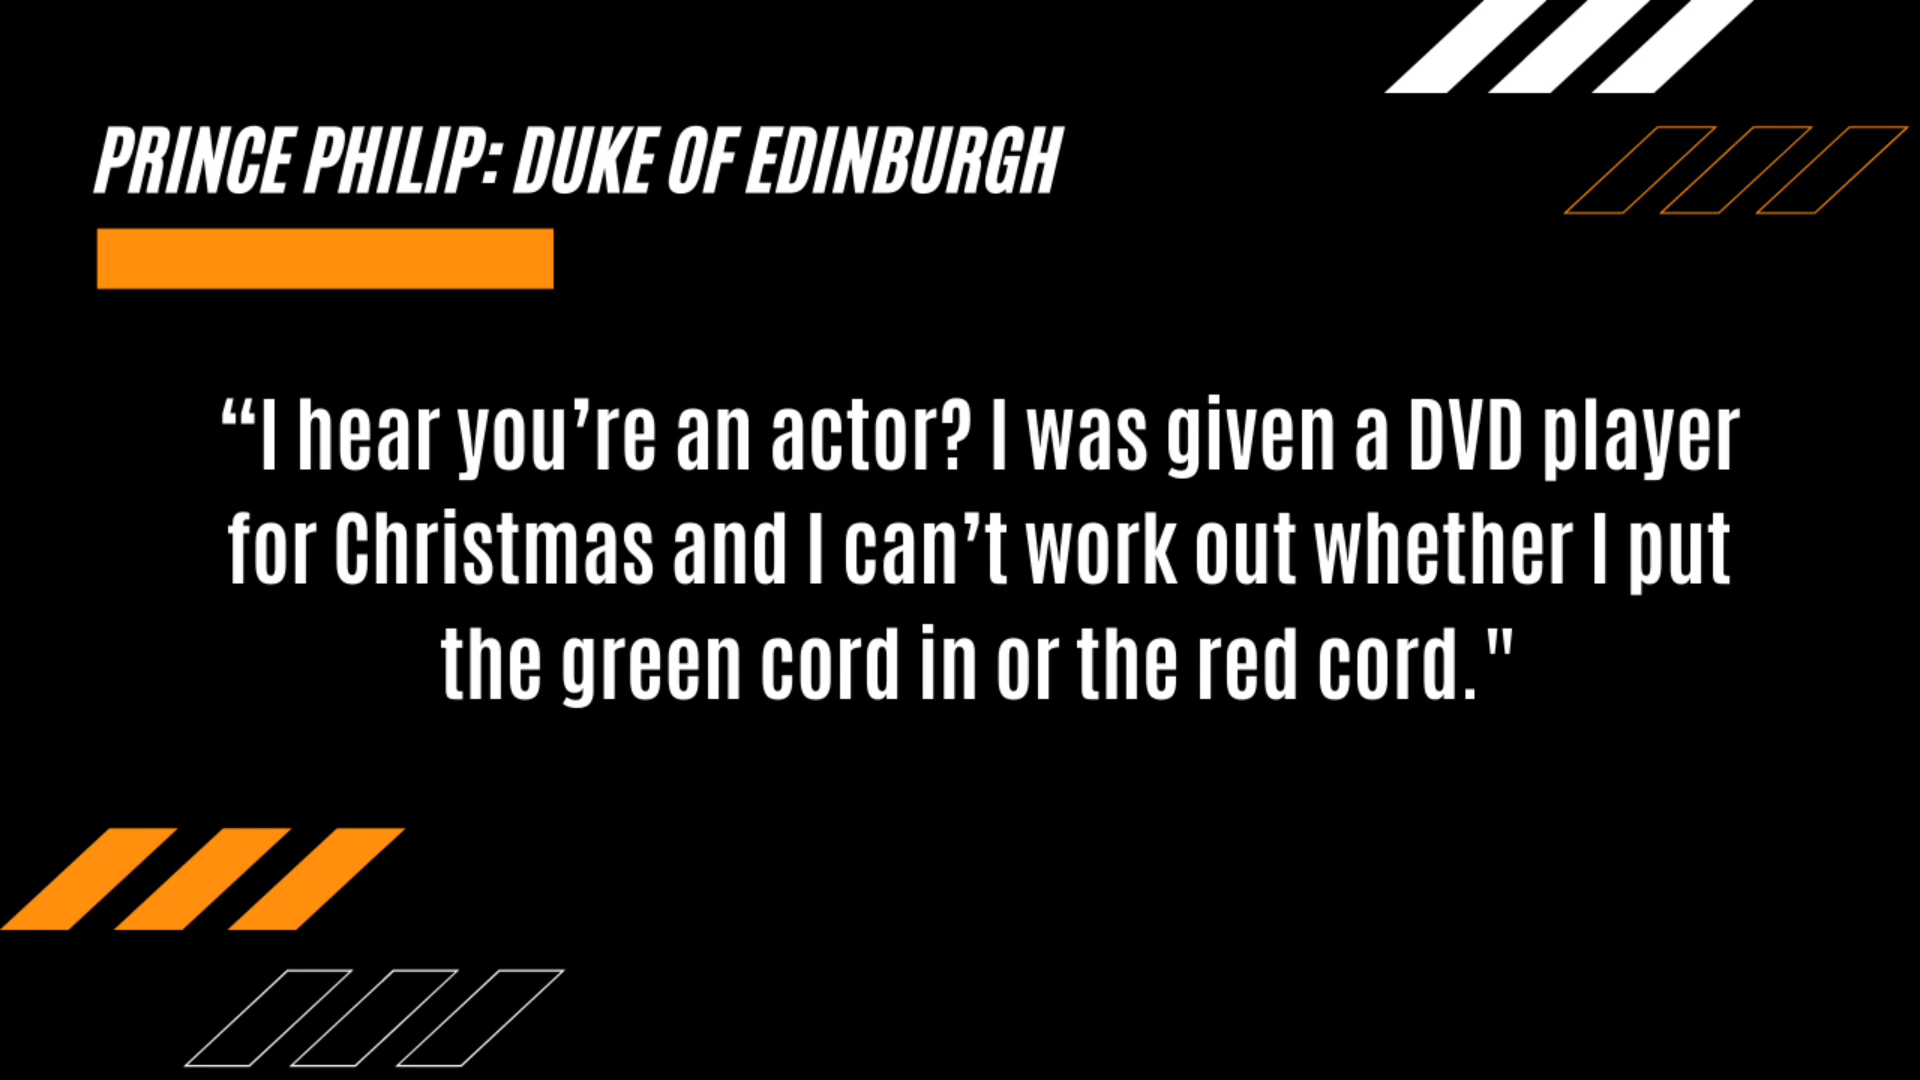 PRINCE PHILIP: DUKE OF EDINBURGH
“I hear you’re an actor? I was given a DVD player
for Christmas and I can’t work out whether I put
the green cord in or the red cord."